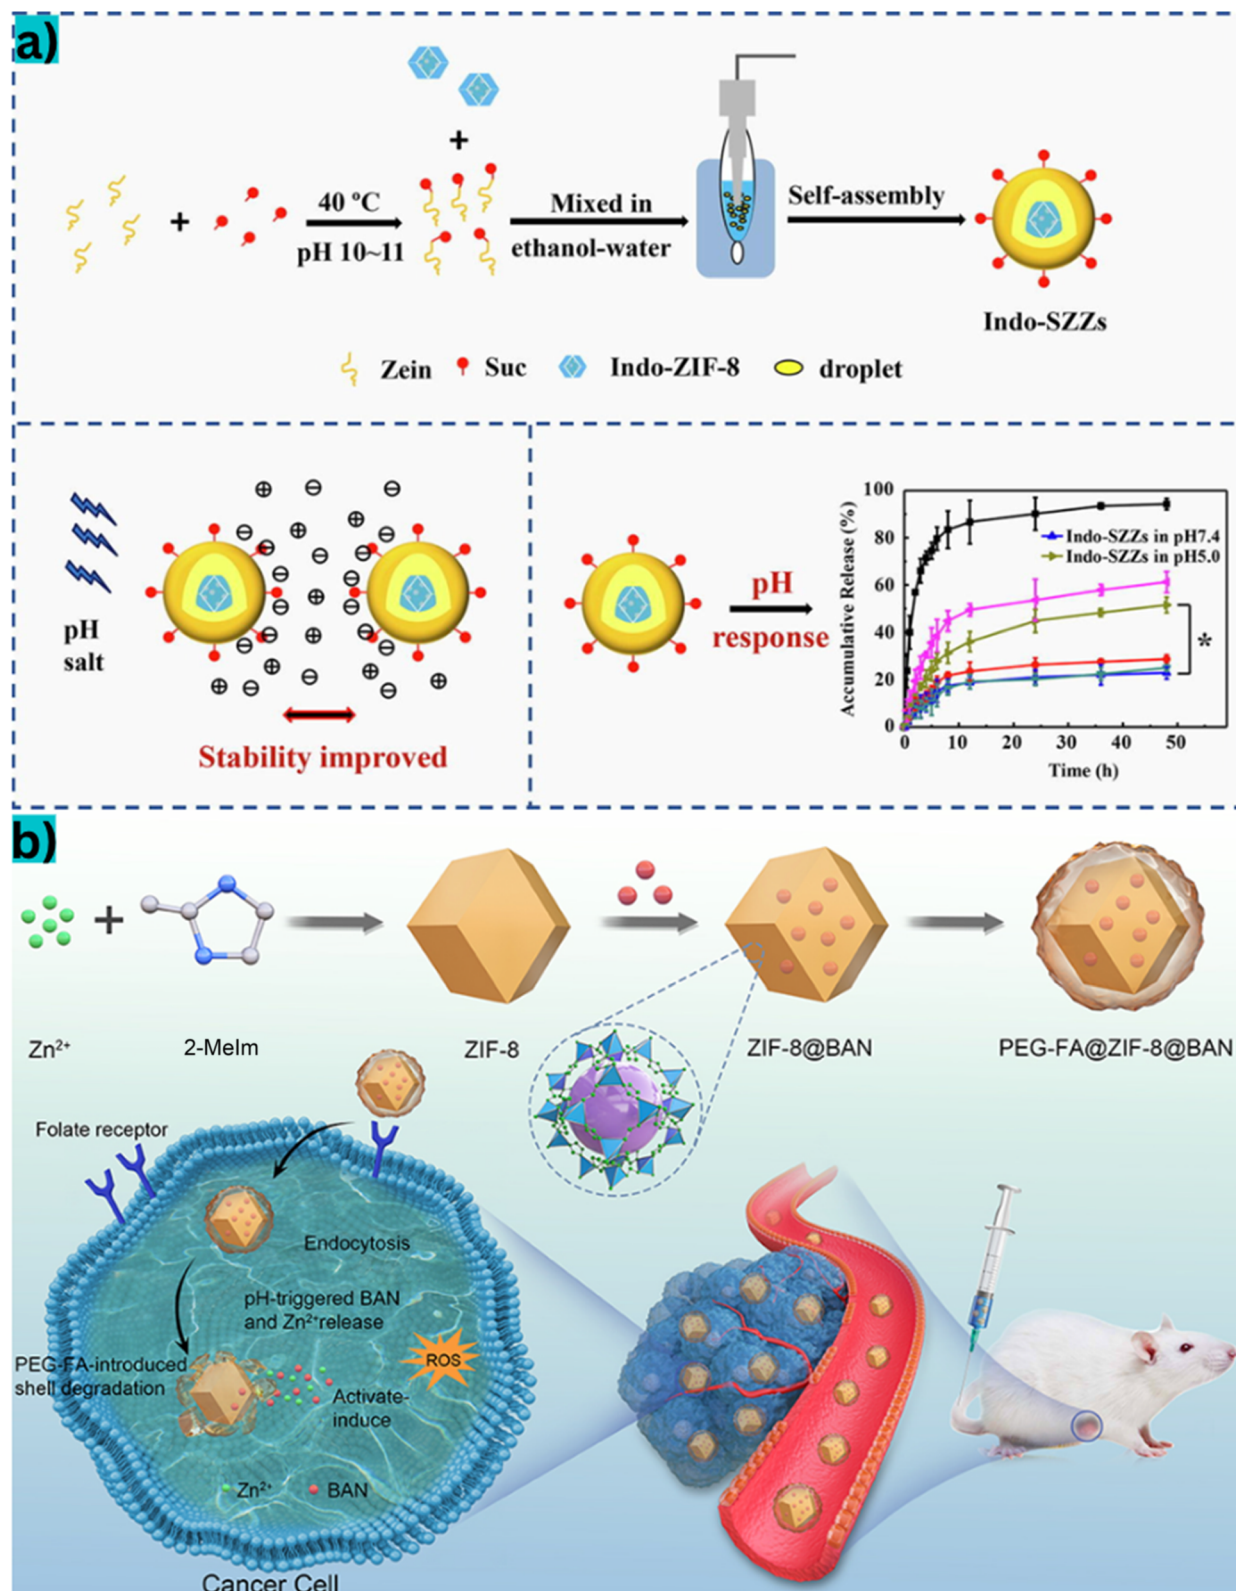 a)
+
+
40 ºC
pH 10~11
Mixed in
ethanol-water
Self-assembly
Indo-SZZs
Zein
Suc
Indo-ZIF-8
droplet
pH
salt
Stability improved
pH
response
Accumulative Release (%)
100
80
60
40
20
0
Indo-SZZs in pH7.4
Indo-SZZs in pH5.0
*
0 10 20 30 40 50
Time (h)
b)
+
Zn²⁺
2-MeIm
ZIF-8
ZIF-8@BAN
PEG-FA@ZIF-8@BAN
Folate receptor
Endocytosis
pH-triggered BAN
and Zn²⁺release
PEG-FA-introduced
shell degradation
ROS
Activate-
induce
Zn²⁺
BAN
Cancer Cell